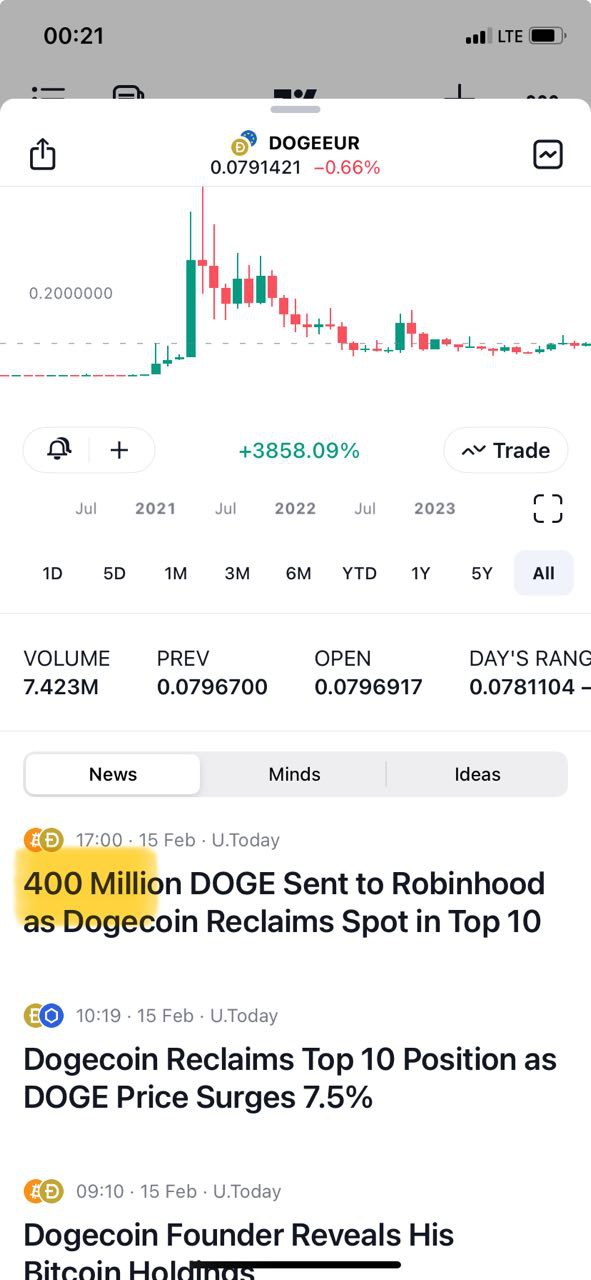 00:21
LTE
DOGEEUR
0.0791421 −0.66%
0.2000000
+3858.09%
Trade
Jul 2021 Jul 2022 Jul 2023
1D 5D 1M 3M 6M YTD 1Y 5Y All
VOLUME PREV OPEN DAY'S RANG
7.423M 0.0796700 0.0796917 0.0781104 –
News Minds Ideas
17:00 · 15 Feb · U.Today
400 Million DOGE Sent to Robinhood
as Dogecoin Reclaims Spot in Top 10
10:19 · 15 Feb · U.Today
Dogecoin Reclaims Top 10 Position as
DOGE Price Surges 7.5%
09:10 · 15 Feb · U.Today
Dogecoin Founder Reveals His
Bitcoin Holdings